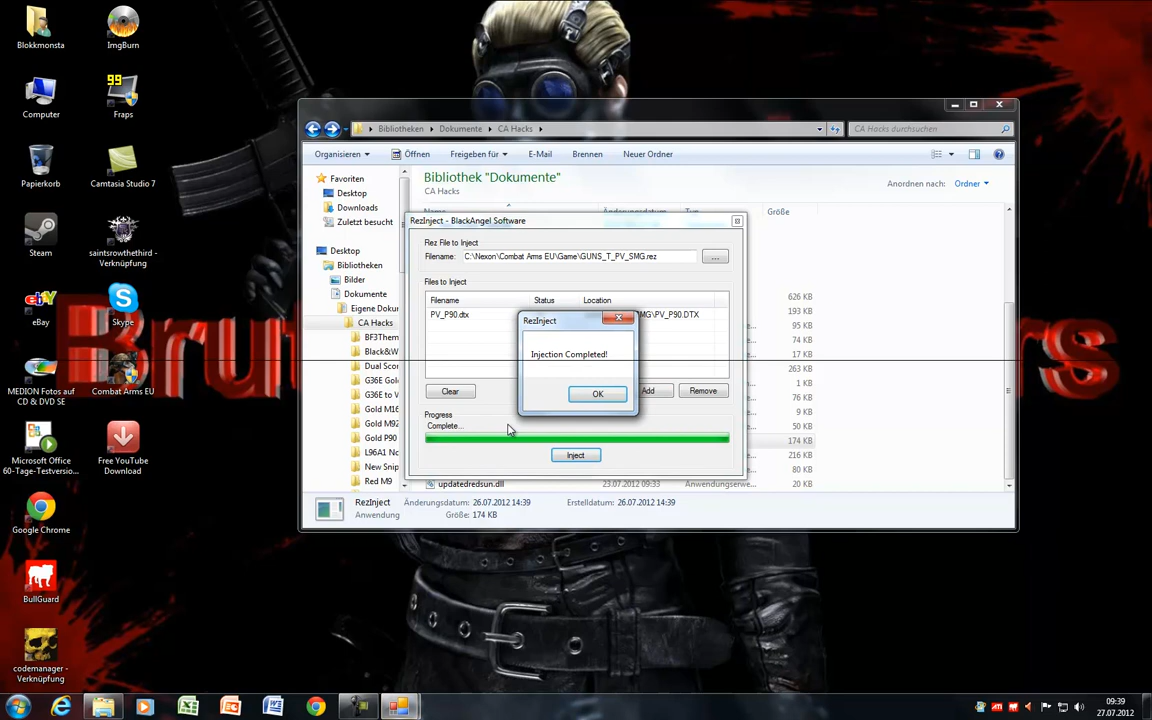 Blokkmonsta
ImgBurn
Computer
99
Fraps
Papierkorb
Camtasia Studio 7
Steam
saintsrowthethird -
Verknüpfung
eBay
Skype
MEDION Fotos auf
CD & DVD SE
Combat Arms EU
Microsoft Office
60-Tage-Testversio...
Free YouTube
Download
Google Chrome
BullGuard
codemanager -
Verknüpfung
Bibliotheken
Dokumente
CA Hacks
CA Hacks durchsuchen
Organisieren
Öffnen
Freigeben für
E-Mail
Brennen
Neuer Ordner
Favoriten
Desktop
Downloads
Zuletzt besucht
Desktop
Bibliotheken
Bilder
Dokumente
Eigene Dokur
CA Hacks
BF3Them
Black&W
Dual Scor
G36E Gol
G36E to V
Gold M16
Gold M92
Gold P90
L96A1 No
New Snip
Red M9
Bibliothek "Dokumente"
CA Hacks
Anordnen nach:
Ordner
Name
Änderungsdatum
Typ
Größe
626 KB
193 KB
95 KB
74 KB
17 KB
263 KB
1 KB
76 KB
9 KB
50 KB
174 KB
216 KB
80 KB
updatedredsun.dll
23.07.2012 09:33
Anwendungserwe...
20 KB
RezInject - BlackAngel Software
Rez File to Inject
Filename:
C:\Nexon\Combat Arms EU\Game\GUNS_T_PV_SMG.rez
...
Files to Inject
Filename
Status
Location
PV_P90.dtx
MG\PV_P90.DTX
Clear
Add
Remove
Progress
Complete...
Inject
RezInject
Injection Completed!
OK
RezInject
Änderungsdatum: 26.07.2012 14:39
Erstelldatum: 26.07.2012 14:39
Anwendung
Größe: 174 KB
09:39
27.07.2012